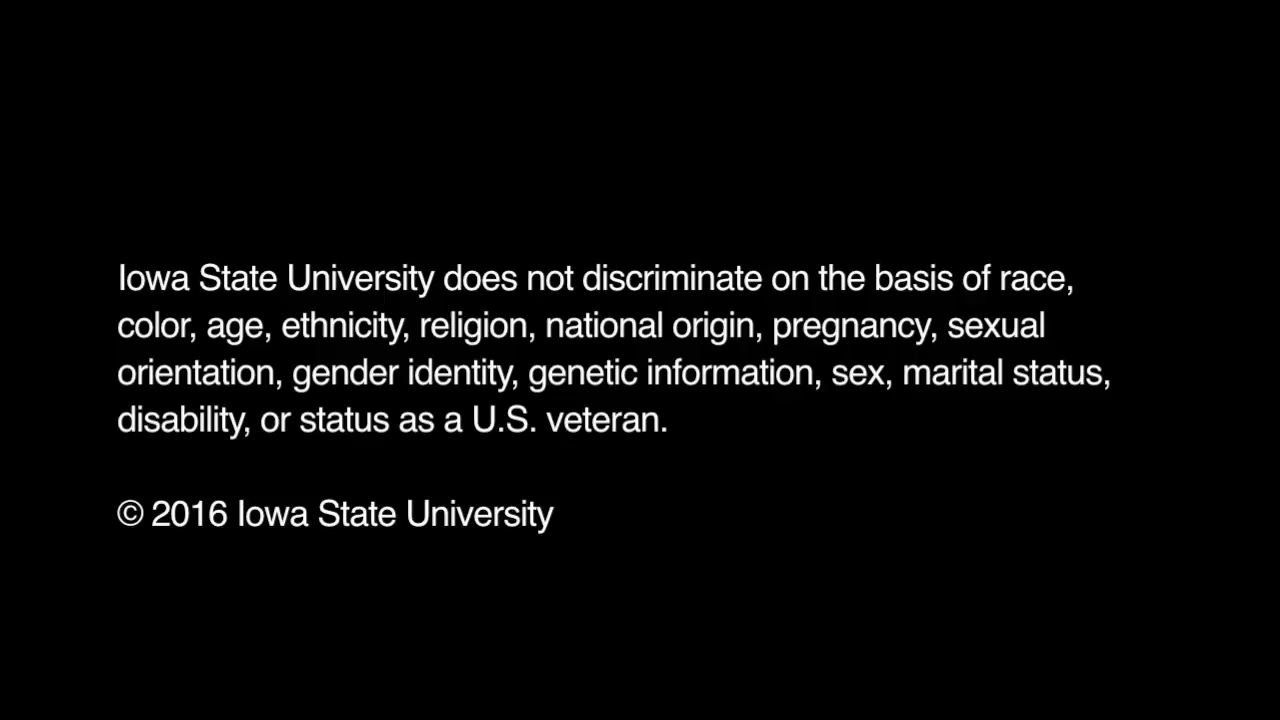 Iowa State University does not discriminate on the basis of race,
color, age, ethnicity, religion, national origin, pregnancy, sexual
orientation, gender identity, genetic information, sex, marital status,
disability, or status as a U.S. veteran.
© 2016 Iowa State University